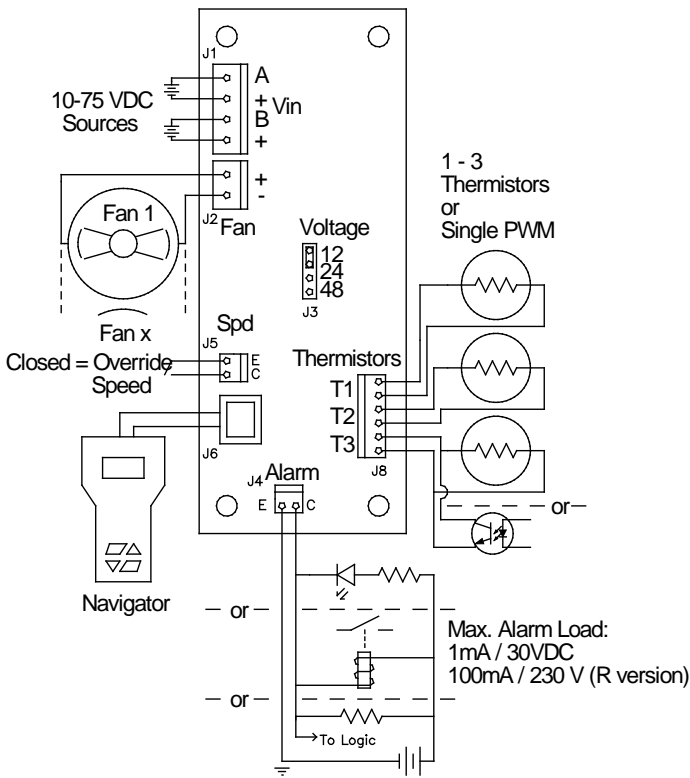 J1
A
+
Vin
B
+
10-75 VDC
Sources
1 - 3
Thermistors
or
Single PWM
+
-
J2
Fan
Fan 1
Voltage
12
24
48
J3
Fan x
Spd
J5
E
C
Closed = Override
Speed
Thermistors
T1
T2
T3
J8
J6
J4
Alarm
E
C
or
Navigator
or
Max. Alarm Load:
1mA / 30VDC
100mA / 230 V (R version)
or
To Logic